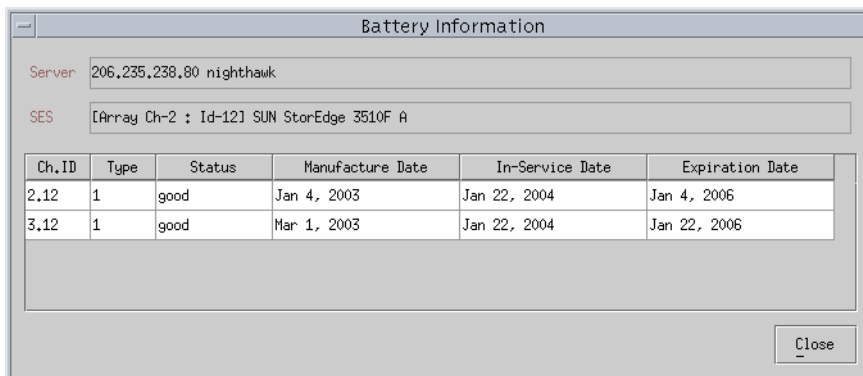 Battery Information
Server 206.235.238.80 nighthawk
SES [Array Ch-2 : Id-12] SUN StorEdge 3510F A
Ch.ID Type Status Manufacture Date In-Service Date Expiration Date
2.12 1 good Jan 4, 2003 Jan 22, 2004 Jan 4, 2006
3.12 1 good Mar 1, 2003 Jan 22, 2004 Jan 22, 2006
Close